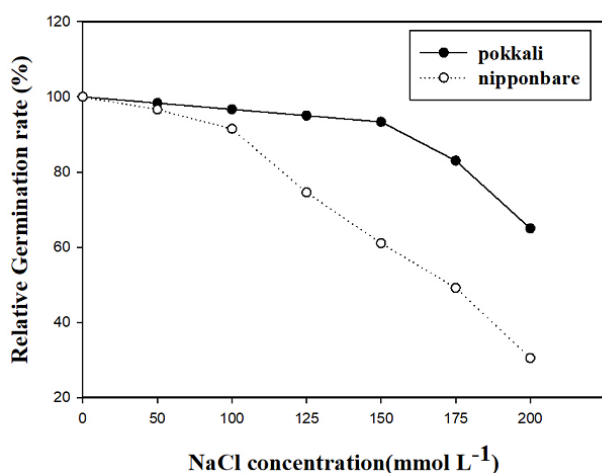 120
100
80
60
40
20
Relative Germination rate (%)
pokkali
nipponbare
0 50 100 125 150 175 200
NaCl concentration(mmol L⁻¹)